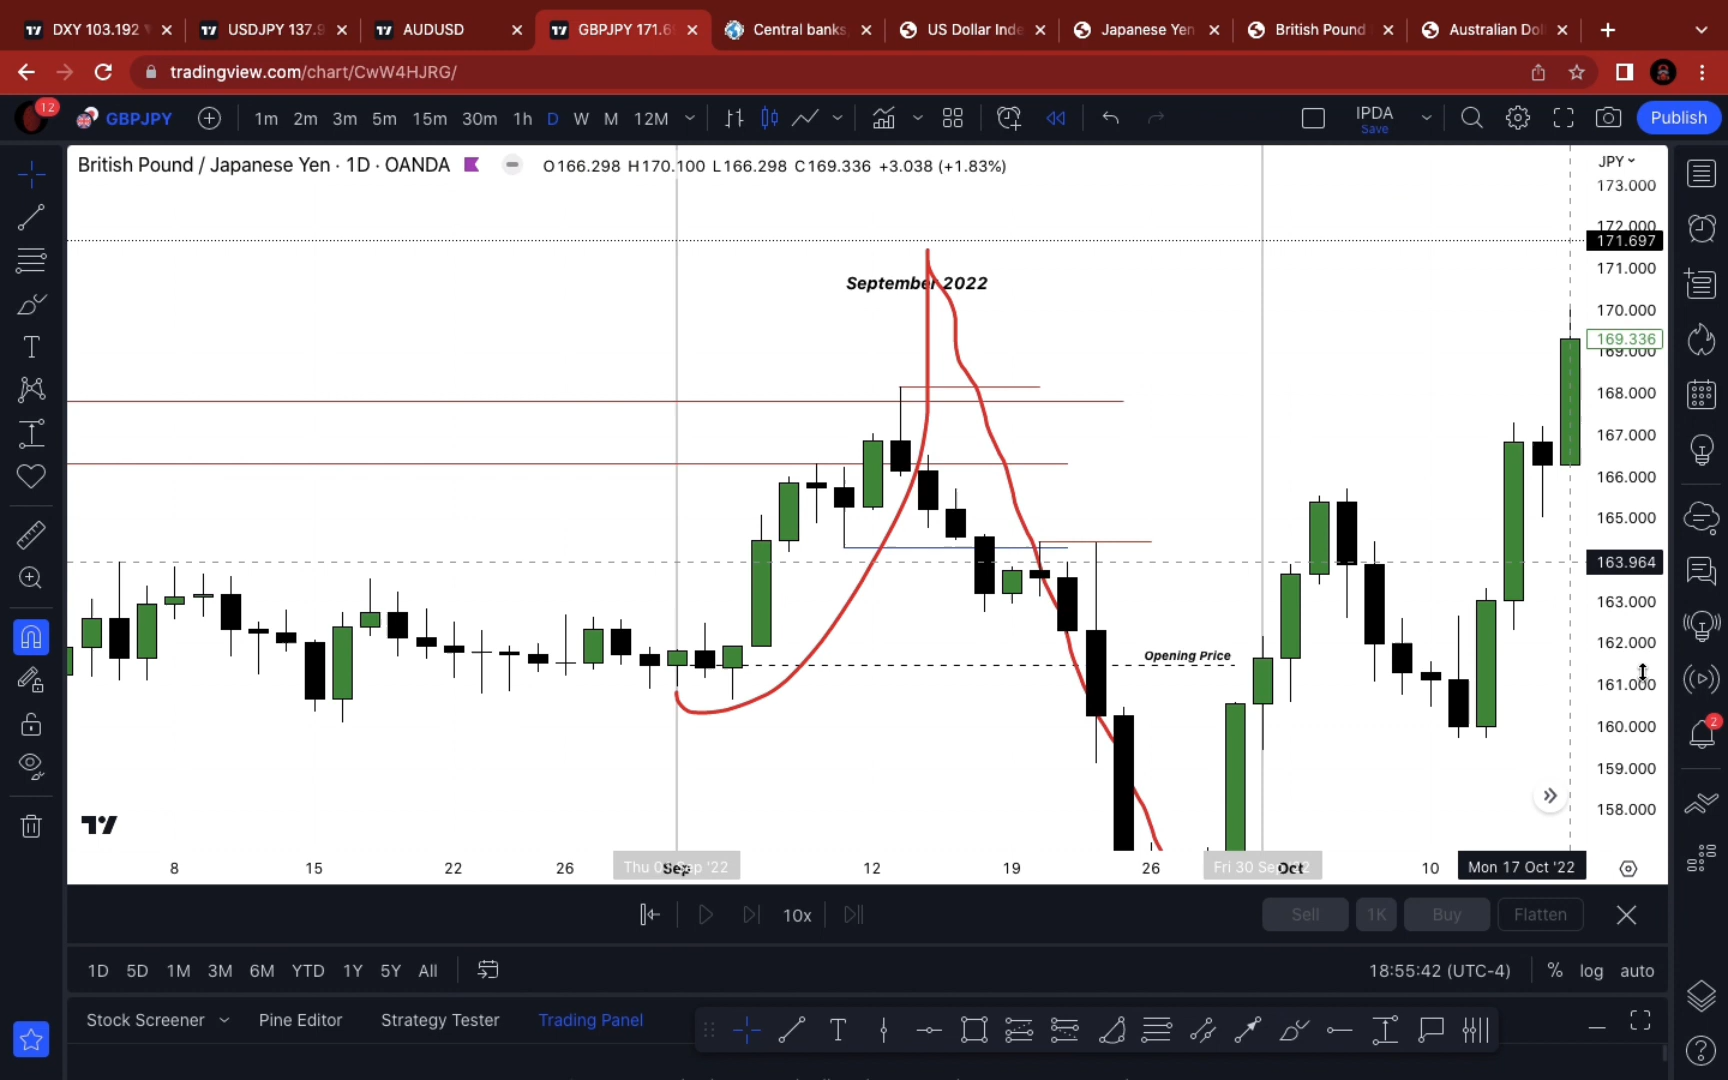 DXY 103.192
USDJPY 137.9
AUDUSD
GBPJPY 171.6
Central banks,
US Dollar Inde
Japanese Yen
British Pound
Australian Doll
tradingview.com/chart/CwW4HJRG/
12
GBPJPY
1m 2m 3m 5m 15m 30m 1h D W M 12M
IPDA
Save
Publish
British Pound / Japanese Yen · 1D · OANDA
O166.298 H170.100 L166.298 C169.336 +3.038 (+1.83%)
JPY
173.000
172.000
171.697
171.000
170.000
169.336
169.000
168.000
167.000
166.000
165.000
163.964
163.000
162.000
161.000
160.000
159.000
158.000
September 2022
Opening Price
2
8 15 22 26 Sep 12 19 26 Oct 10 Mon 17 Oct '22
10x
Sell 1K Buy Flatten
1D 5D 1M 3M 6M YTD 1Y 5Y All
18:55:42 (UTC-4) % log auto
Stock Screener Pine Editor Strategy Tester Trading Panel